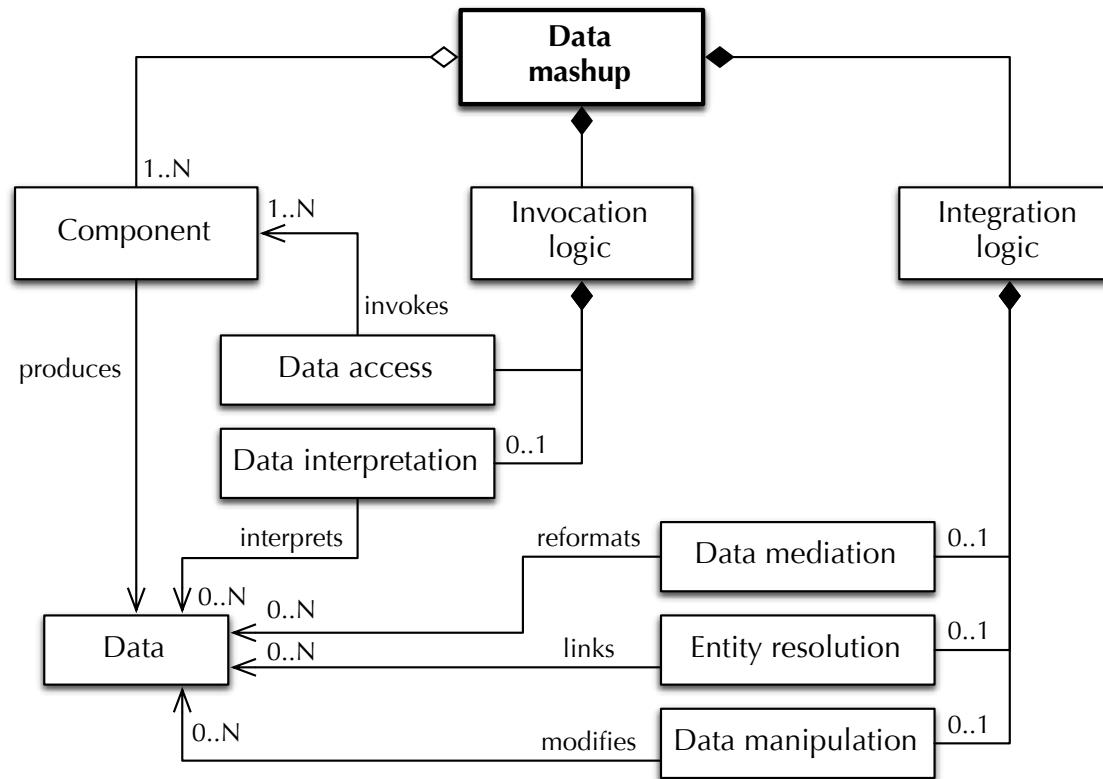 Data
mashup
1..N
Component
1..N
Invocation
logic
Integration
logic
invokes
produces
Data access
Data interpretation
0..1
interprets
reformats
Data mediation
0..1
0..N
0..N
Data
0..N
links
Entity resolution
0..1
0..N
modifies
Data manipulation
0..1